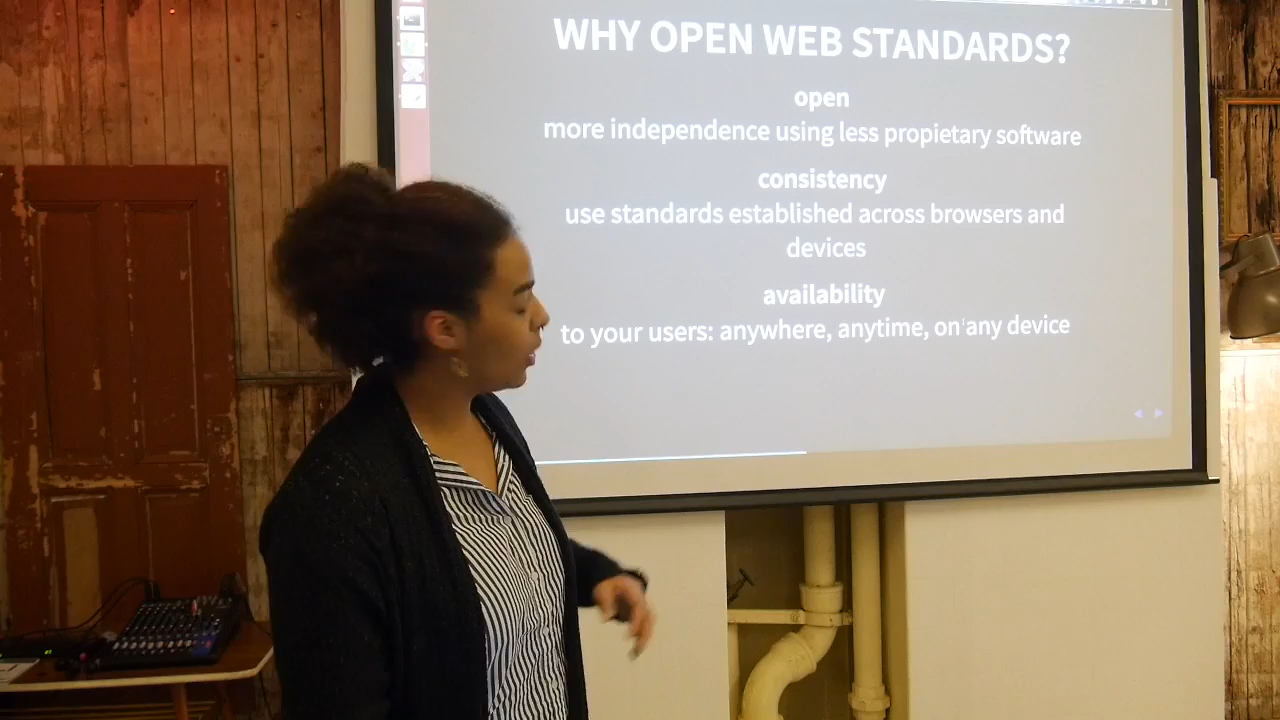 WHY OPEN WEB STANDARDS?
open
more independence using less propietary software
consistency
use standards established across browsers and
devices
availability
to your users: anywhere, anytime, on any device